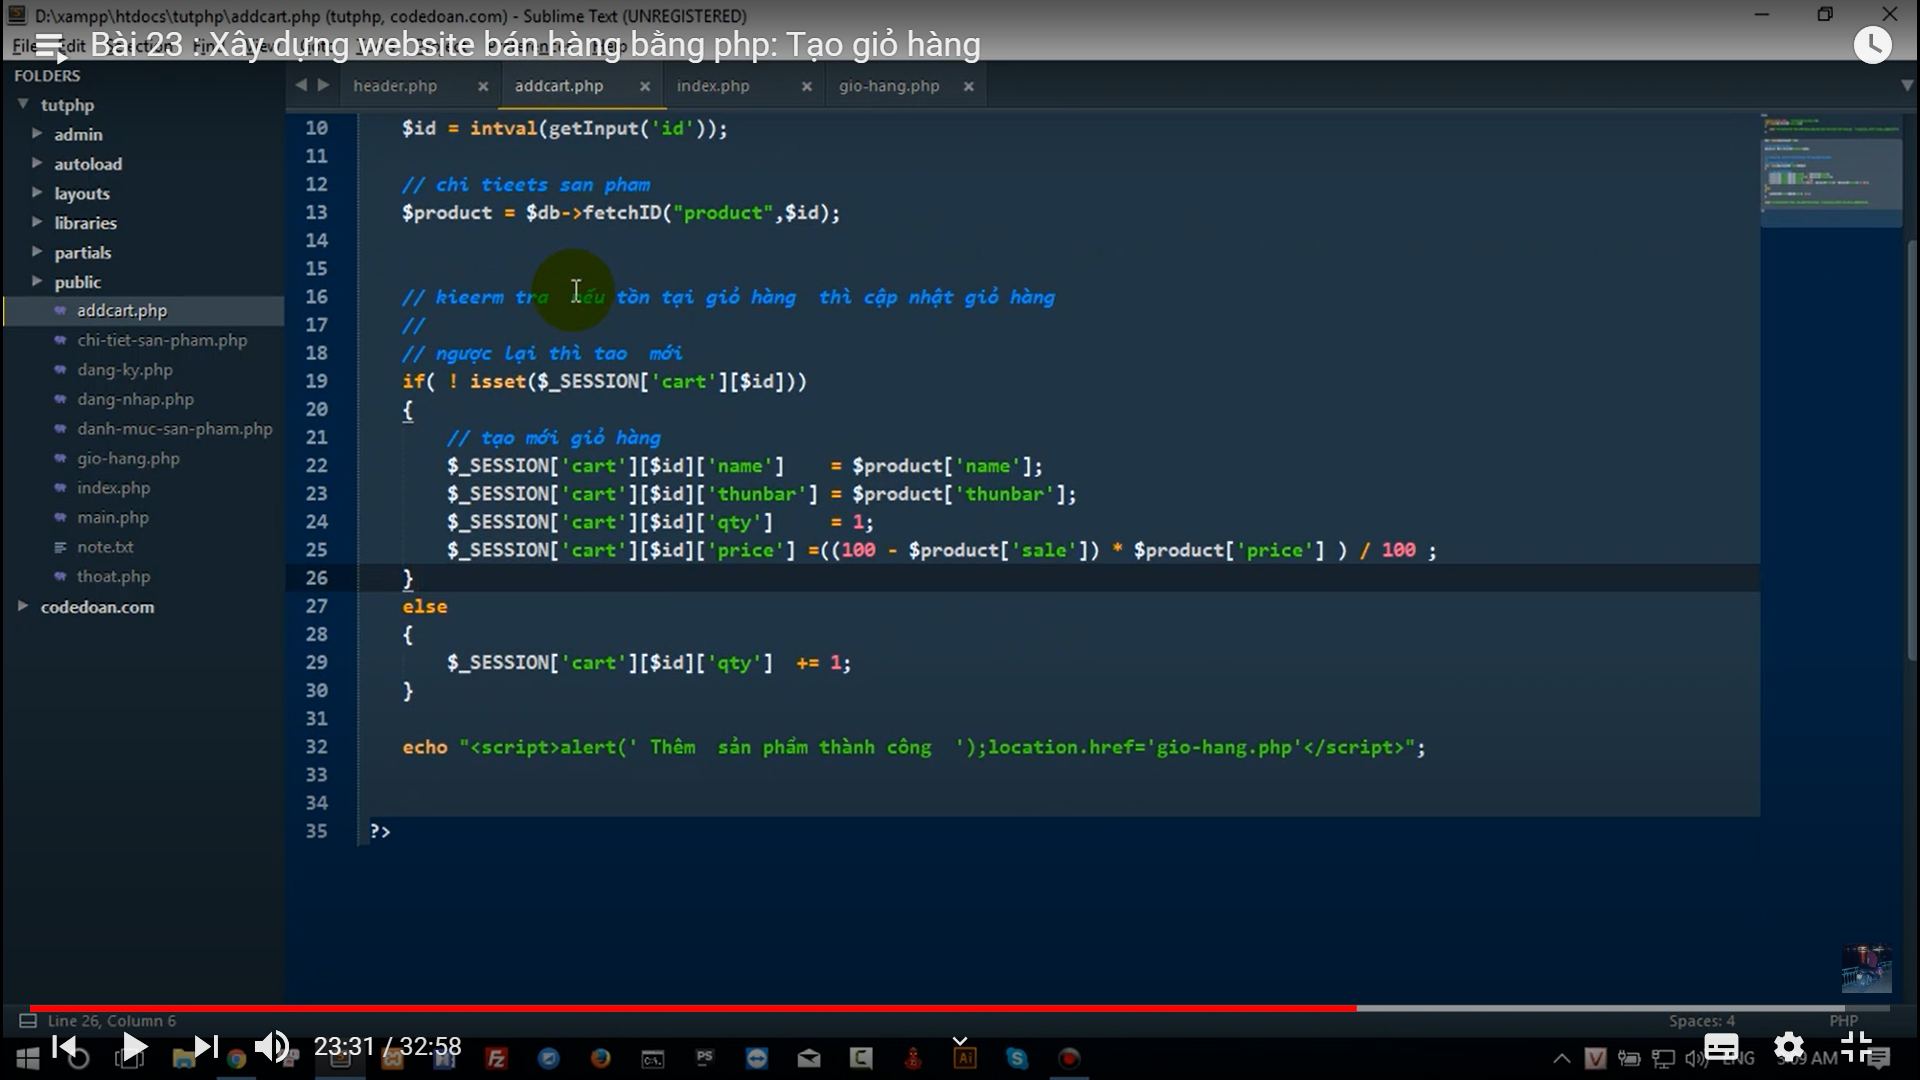 D:\xampp\htdocs\tutphp\addcart.php (tutphp, codedoan.com) - Sublime Text (UNREGISTERED)
Bài 23 : Xây dựng website bán hàng bằng php: Tạo giỏ hàng
FOLDERS
tutphp
admin
autoload
layouts
libraries
partials
public
addcart.php
chi-tiet-san-pham.php
dang-ky.php
dang-nhap.php
danh-muc-san-pham.php
gio-hang.php
index.php
main.php
note.txt
thoat.php
codedoan.com
header.php × addcart.php × index.php × gio-hang.php ×
10 $id = intval(getInput('id'));
11
12 // chi tieets san pham
13 $product = $db->fetchID("product",$id);
14
15
16 // kieerm tra nếu tồn tại giỏ hàng  thì cập nhật giỏ hàng
17 //
18 // ngược lại thì tao  mới
19 if( ! isset($_SESSION['cart'][$id]))
20 {
21 // tạo mới giỏ hàng
22 $_SESSION['cart'][$id]['name']    = $product['name'];
23 $_SESSION['cart'][$id]['thunbar'] = $product['thunbar'];
24 $_SESSION['cart'][$id]['qty']     = 1;
25 $_SESSION['cart'][$id]['price'] =((100 - $product['sale']) * $product['price'] ) / 100 ;
26 }
27 else
28 {
29 $_SESSION['cart'][$id]['qty']  += 1;
30 }
31
32 echo "<script>alert(' Thêm  sản phẩm thành công  ');location.href='gio-hang.php'</script>";
33
34
35 ?>
Line 26, Column 6
Spaces: 4
PHP
23:31 / 32:58